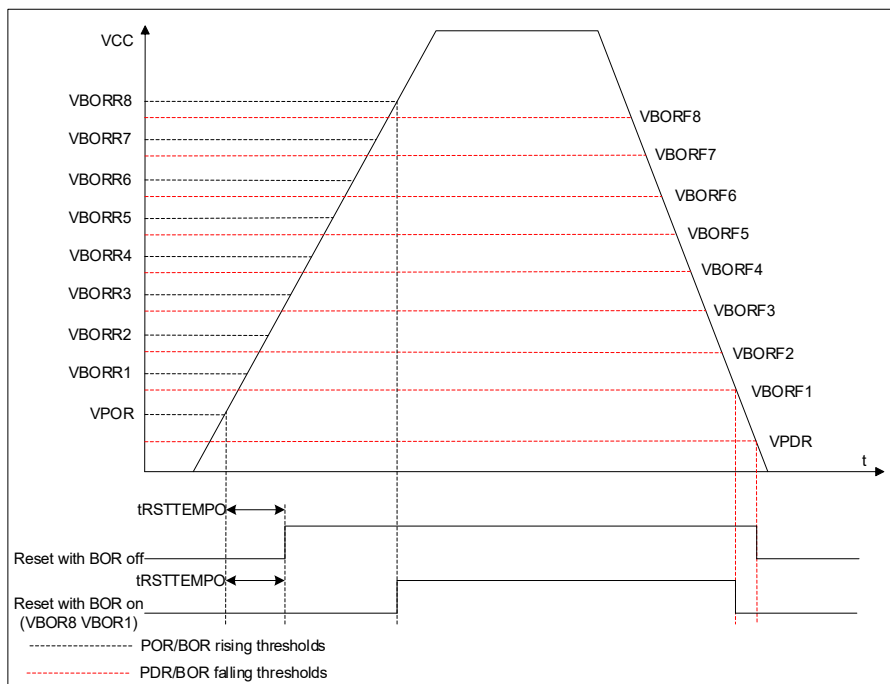 VCC
VBORR8
VBORR7
VBORR6
VBORR5
VBORR4
VBORR3
VBORR2
VBORR1
VPOR
VBORF8
VBORF7
VBORF6
VBORF5
VBORF4
VBORF3
VBORF2
VBORF1
VPDR
t
tRSTTEMPO
Reset with BOR off
tRSTTEMPO
Reset with BOR on
(VBOR8 VBOR1)
POR/BOR rising thresholds
PDR/BOR falling thresholds